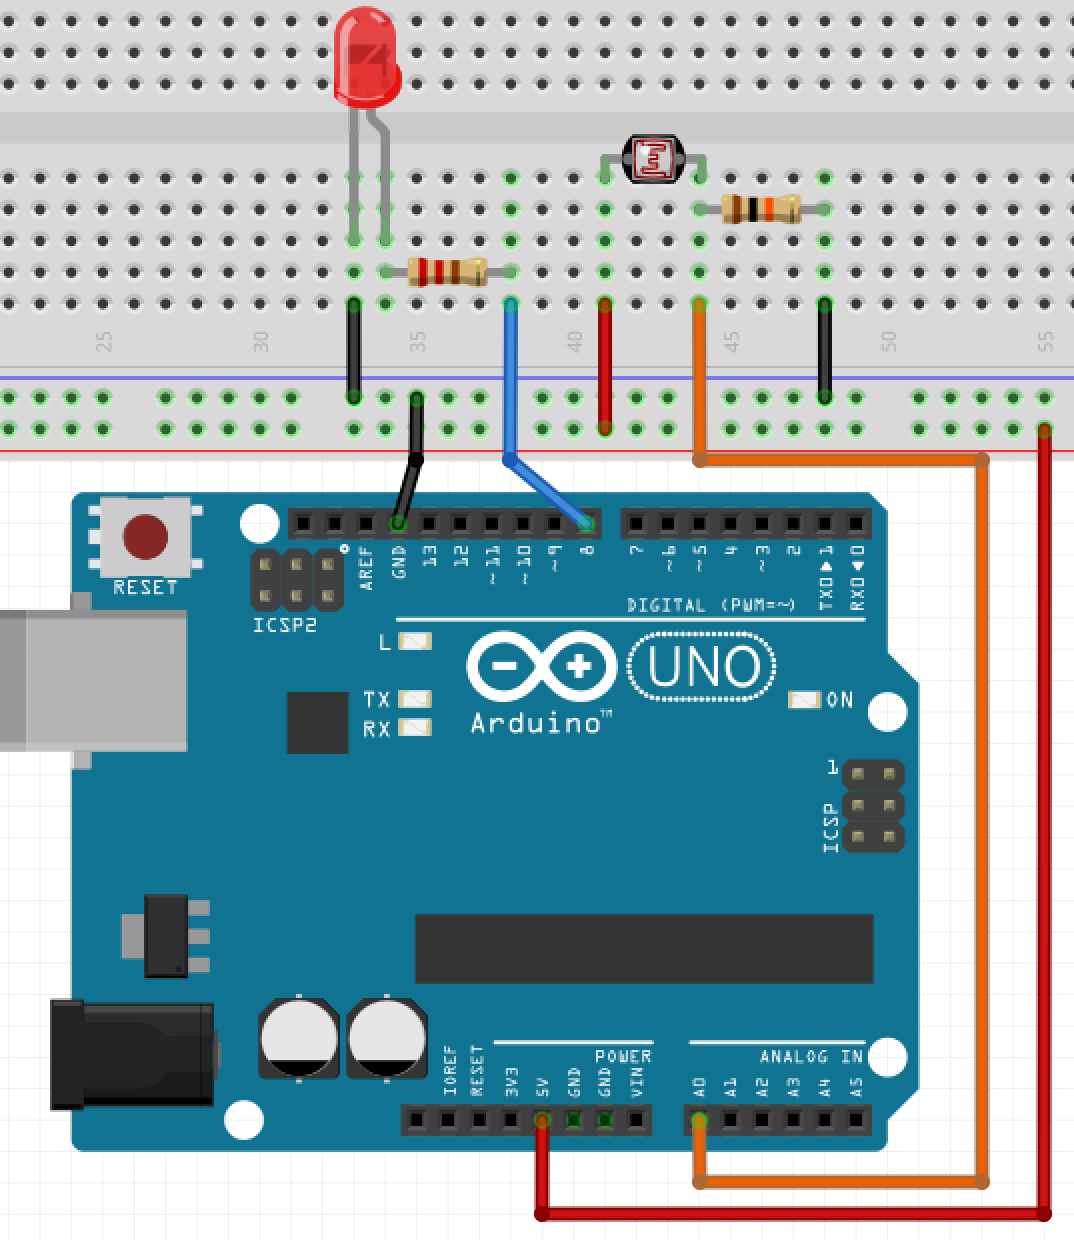 25
30
35
40
45
50
55
RESET
ICSP2
AREF
GND
13
12
~11
~10
~9
8
7
~6
~5
4
~3
2
TXD▶1
RXD◀0
DIGITAL (PWM=~)
L
TX
RX
Arduino™
UNO
ON
1
ICSP
IOREF
RESET
3V3
5V
GND
GND
VIN
POWER
A0
A1
A2
A3
A4
A5
ANALOG IN